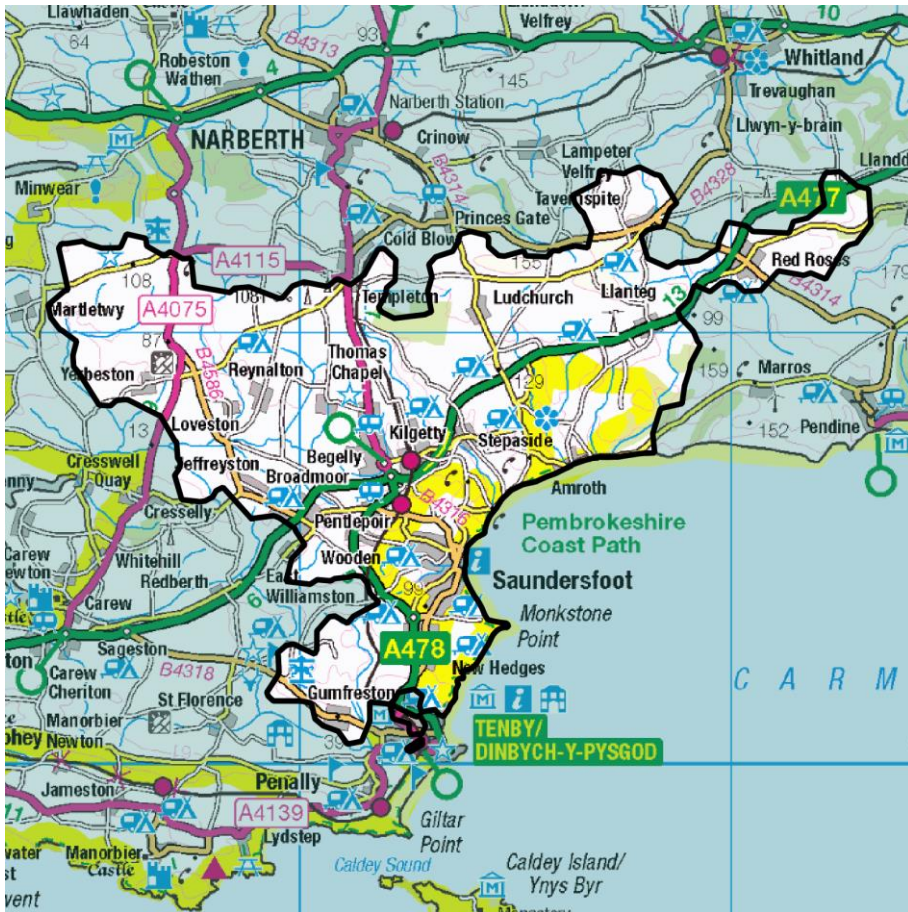 Llawhaden
64
B4313
93
Velfrey
10
Robeston
Wathen
4
Narberth Station
145
Whitland
Trevaughan
NARBERTH
Crinow
Llwyn-y-brain
Minwear
B4314
Lampeter
Velfrey
B4328
Tavernspite
A477
Princes Gate
Cold Blow
A4115
108
155
Red Roses
Templeton
Ludchurch
Llanteg
13
B4314
179
Martletwy
A4075
1081
99
87
B4586
Thomas
Chapel
Yerbeston
Reynalton
129
159
Marros
Loveston
Kilgetty
Stepaside
152
Pendine
13
Begelly
Jeffreyston
Cresswell
Quay
Broadmoor
Amroth
Cresselly
B4316
Pentlepoir
Pembrokeshire
Coast Path
Carew
Newton
Whitehill
Redberth
Wooden
East
Williamston
Saundersfoot
99
Castle
Carew
6
Monkstone
Point
Sageston
A478
B4318
New Hedges
Carew
Cheriton
St Florence
Gumfreston
C A R M
Manorbier
Newton
39
TENBY/
DINBYCH-Y-PYSGOD
Jameston
Penally
A4139
Lydstep
Giltar
Point
Manorbier
Castle
Caldey Sound
Caldey Island/
Ynys Byr